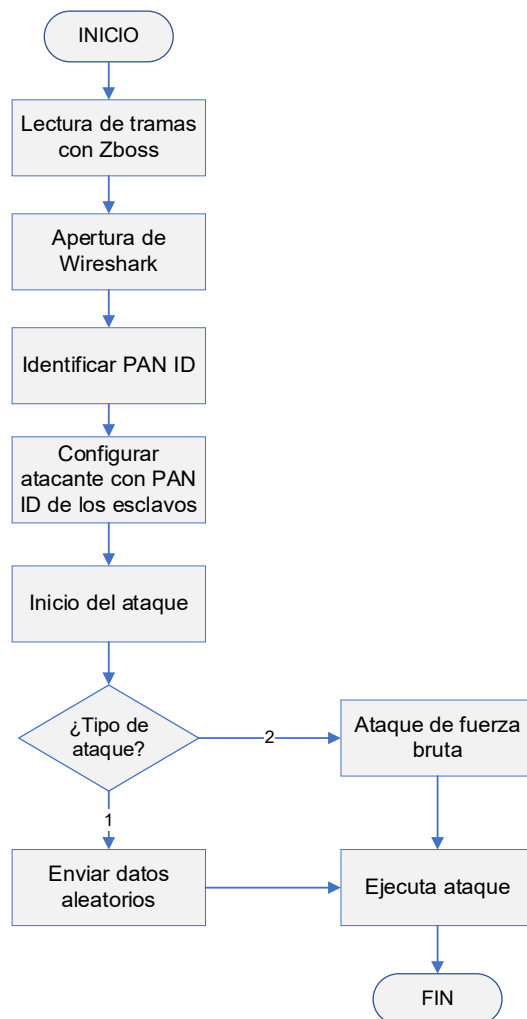 INICIO
Lectura de tramas
con Zboss
Apertura de
Wireshark
Identificar PAN ID
Configurar
atacante con PAN
ID de los esclavos
Inicio del ataque
¿Tipo de
ataque?
2
Ataque de fuerza
bruta
1
Enviar datos
aleatorios
Ejecuta ataque
FIN